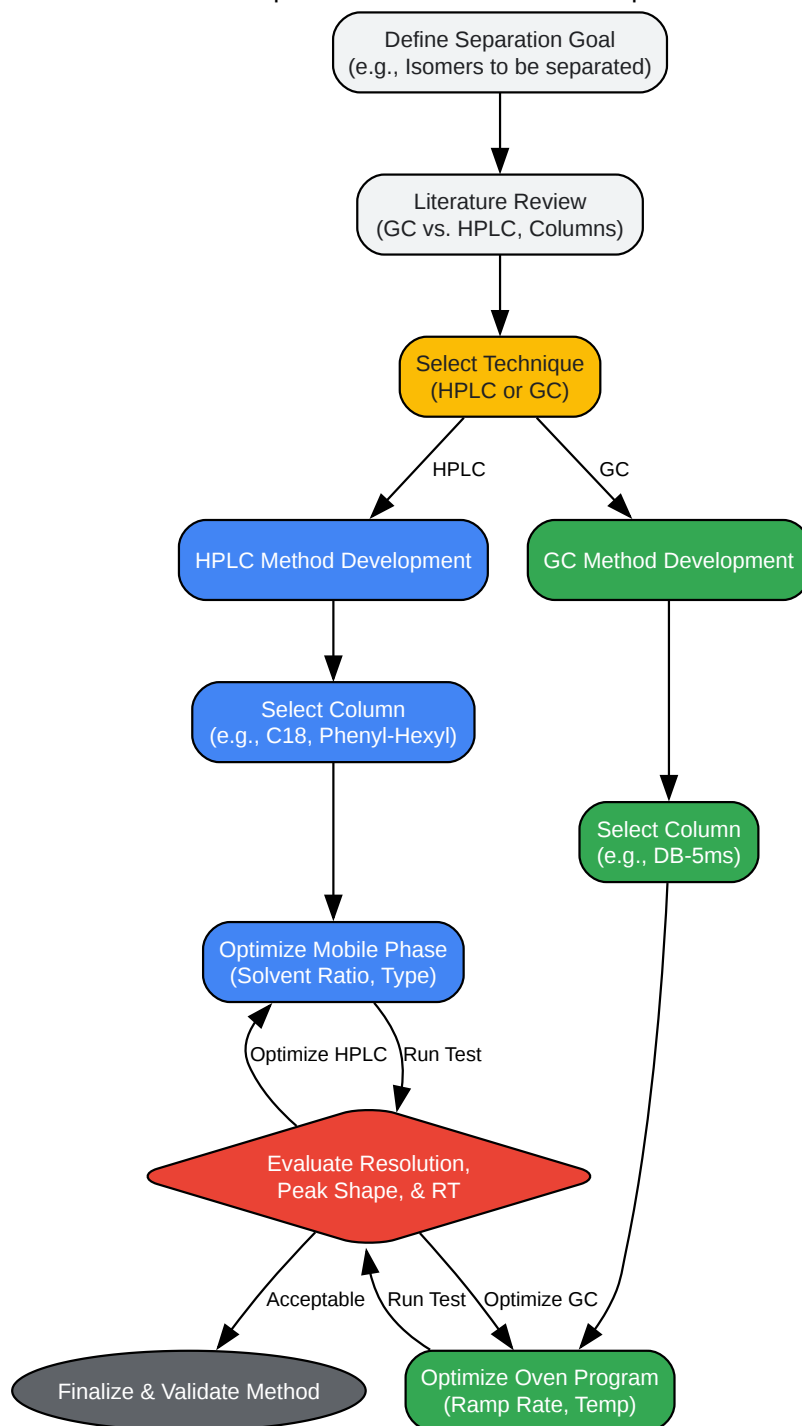 Define Separation Goal
(e.g., Isomers to be separated)
Literature Review
(GC vs. HPLC, Columns)
Select Technique
(HPLC or GC)
HPLC
GC
HPLC Method Development
GC Method Development
Select Column
(e.g., C18, Phenyl-Hexyl)
Select Column
(e.g., DB-5ms)
Optimize Mobile Phase
(Solvent Ratio, Type)
Optimize HPLC
Run Test
Evaluate Resolution,
Peak Shape, & RT
Acceptable
Run Test
Optimize GC
Finalize & Validate Method
Optimize Oven Program
(Ramp Rate, Temp)